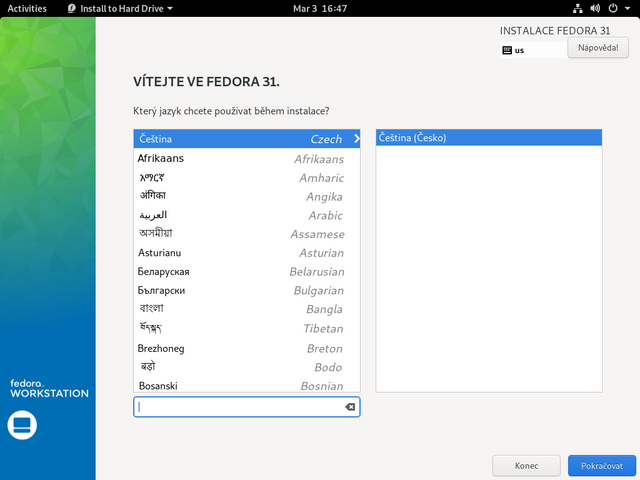 Activities
Install to Hard Drive
Mar 3 16:47
INSTALACE FEDORA 31
us
Nápověda!
VÍTEJTE VE FEDORA 31.
Který jazyk chcete používat během instalace?
Čeština Czech
Čeština (Česko)
Afrikaans Afrikaans
አማርኛ Amharic
अंगिका Angika
العربية Arabic
অসমীয়া Assamese
Asturianu Asturian
Беларуская Belarusian
Български Bulgarian
বাংলা Bangla
བོད་སྐད་ Tibetan
Brezhoneg Breton
बड़ो Bodo
Bosanski Bosnian
fedora
WORKSTATION
Konec
Pokračovat